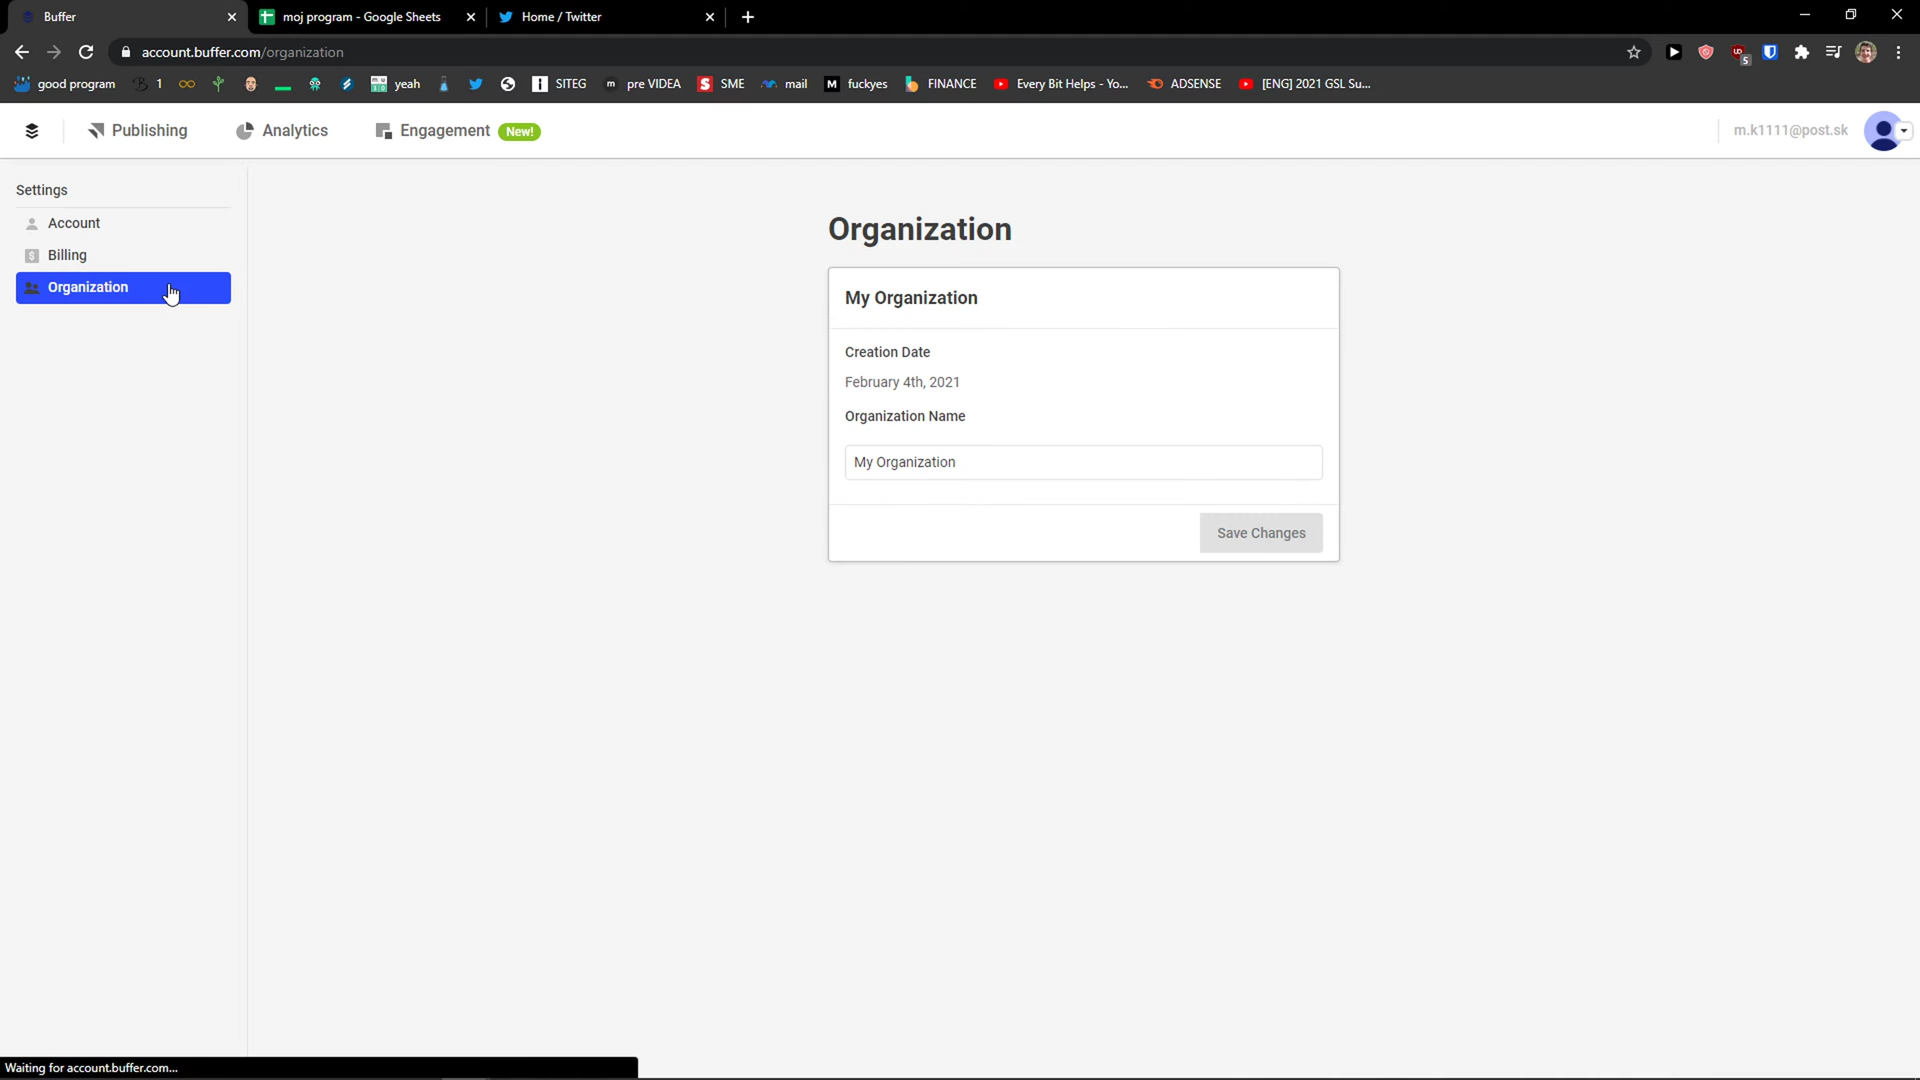 Buffer
moj program - Google Sheets
Home / Twitter
account.buffer.com/organization
good program
1
yeah
SITEG
pre VIDEA
SME
mail
fuckyes
FINANCE
Every Bit Helps - Yo...
ADSENSE
[ENG] 2021 GSL Su...
Publishing
Analytics
Engagement
New!
m.k1111@post.sk
Settings
Account
Billing
Organization
Organization
My Organization
Creation Date
February 4th, 2021
Organization Name
My Organization
Save Changes
Waiting for account.buffer.com...